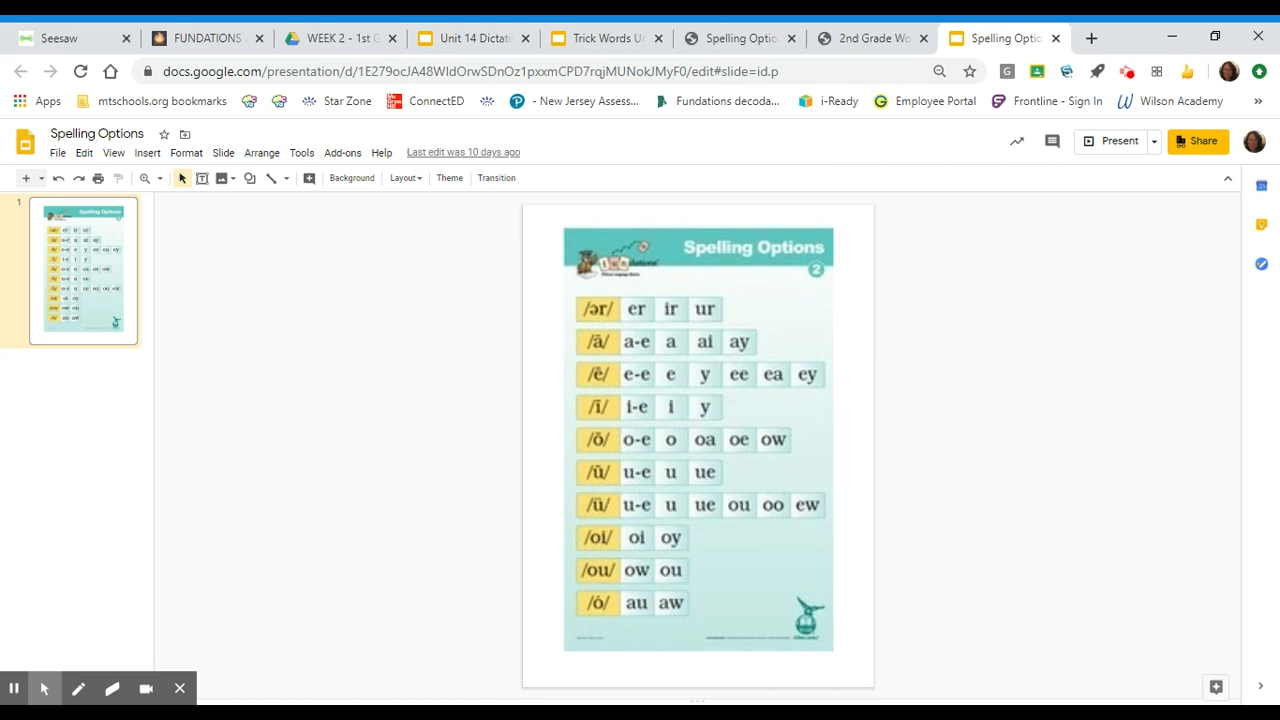 Seesaw
FUNDATIONS A
WEEK 2 - 1st G
Unit 14 Dictati
Trick Words Un
Spelling Optio
2nd Grade Wo
Spelling Optio
docs.google.com/presentation/d/1E279ocJA48WIdOrwSDnOz1pxxmCPD7rqjMUNokJMyF0/edit#slide=id.p
Apps mtschools.org bookmarks Star Zone ConnectED - New Jersey Assess... Fundations decoda... i-Ready Employee Portal Frontline - Sign In Wilson Academy »
Spelling Options
File Edit View Insert Format Slide Arrange Tools Add-ons Help Last edit was 10 days ago
Present Share
Background Layout Theme Transition
1
Spelling Options
2
/ər/ er ir ur
/ā/ a-e a ai ay
/ē/ e-e e y ee ea ey
/ī/ i-e i y
/ō/ o-e o oa oe ow
/ū/ u-e u ue
/ü/ u-e u ue ou oo ew
/oi/ oi oy
/ou/ ow ou
/ȯ/ au aw